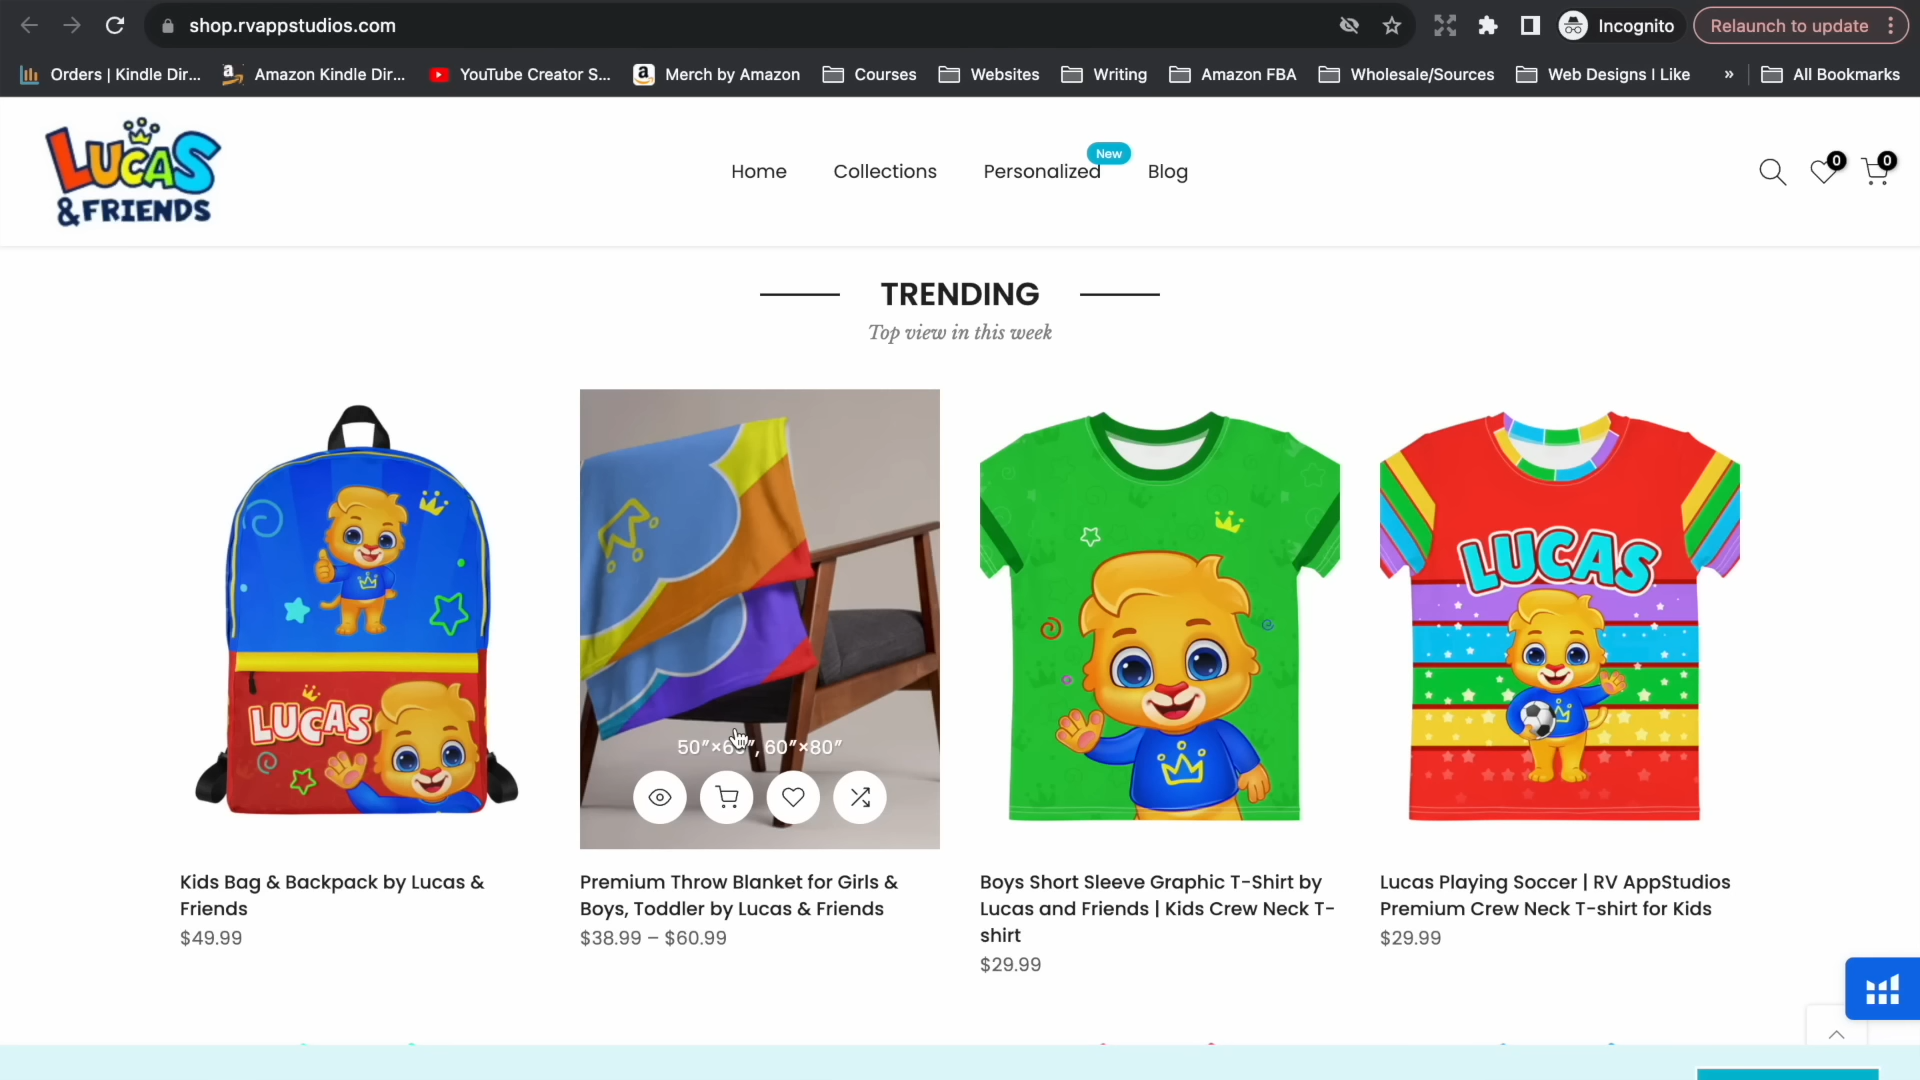 shop.rvappstudios.com
Incognito
Relaunch to update
Orders | Kindle Dir...
Amazon Kindle Dir...
YouTube Creator S...
Merch by Amazon
Courses
Websites
Writing
Amazon FBA
Wholesale/Sources
Web Designs I Like
»
All Bookmarks
LUCAS
&FRIENDS
Home
Collections
Personalized
New
Blog
0
0
TRENDING
Top view in this week
LUCAS
LUCAS
50”×60”, 60”×80”
Kids Bag & Backpack by Lucas &
Friends
$49.99
Premium Throw Blanket for Girls &
Boys, Toddler by Lucas & Friends
$38.99 – $60.99
Boys Short Sleeve Graphic T-Shirt by
Lucas and Friends | Kids Crew Neck T-
shirt
$29.99
Lucas Playing Soccer | RV AppStudios
Premium Crew Neck T-shirt for Kids
$29.99